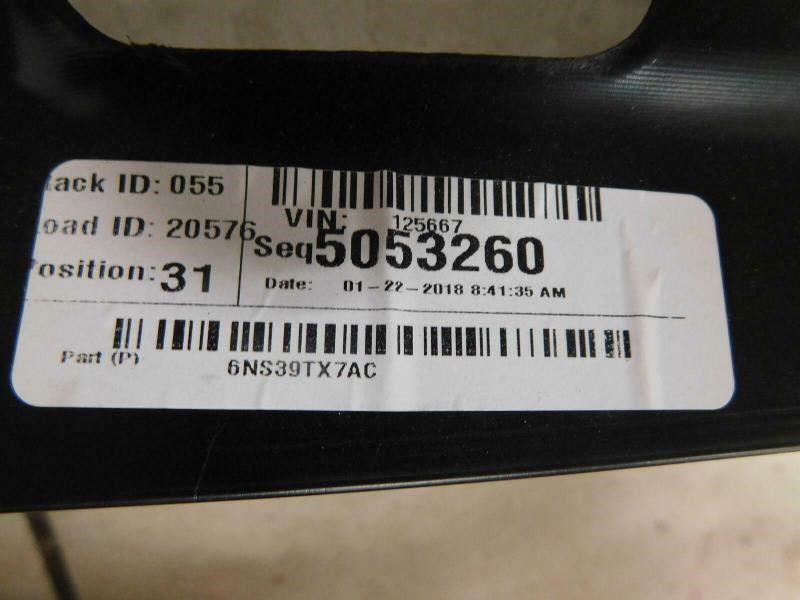 ack ID: 055
oad ID: 20576
osition: 31
VIN: 125667
Seq 5053260
Date: 01-22-2018 8:41:35 AM
Part (P)
6NS39TX7AC